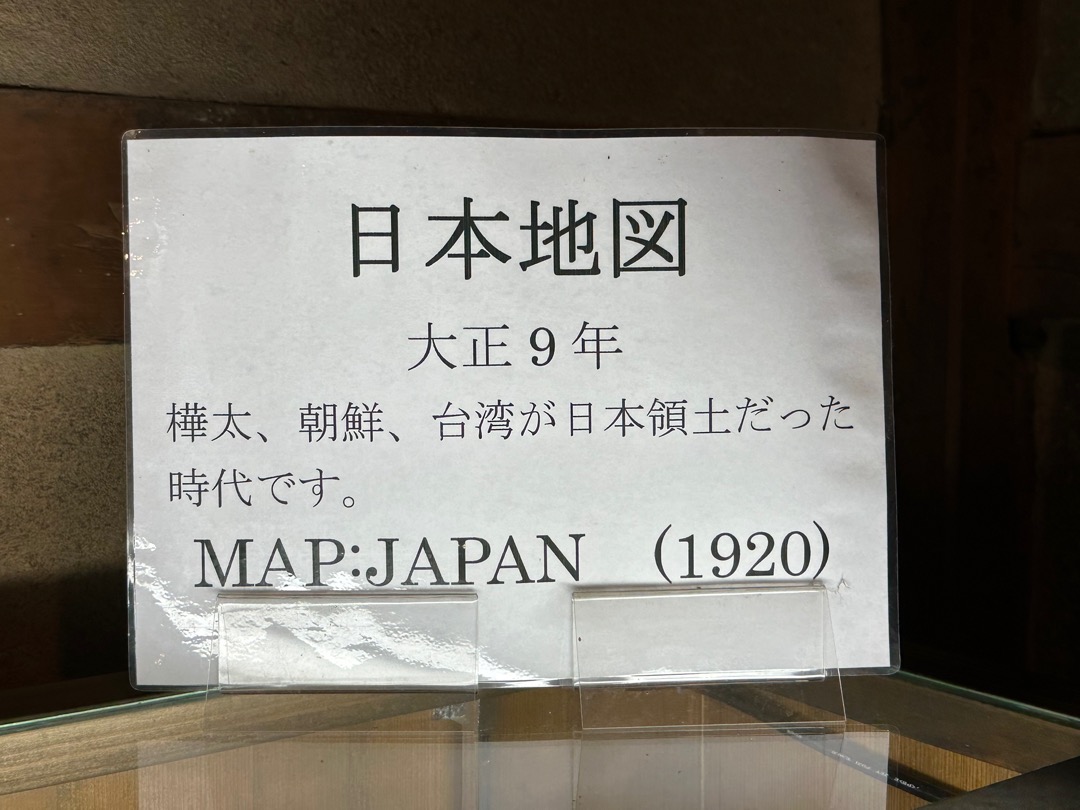 日本地図
大正9年
樺太、朝鮮、台湾が日本領土だった
時代です。
MAP:JAPAN (1920)